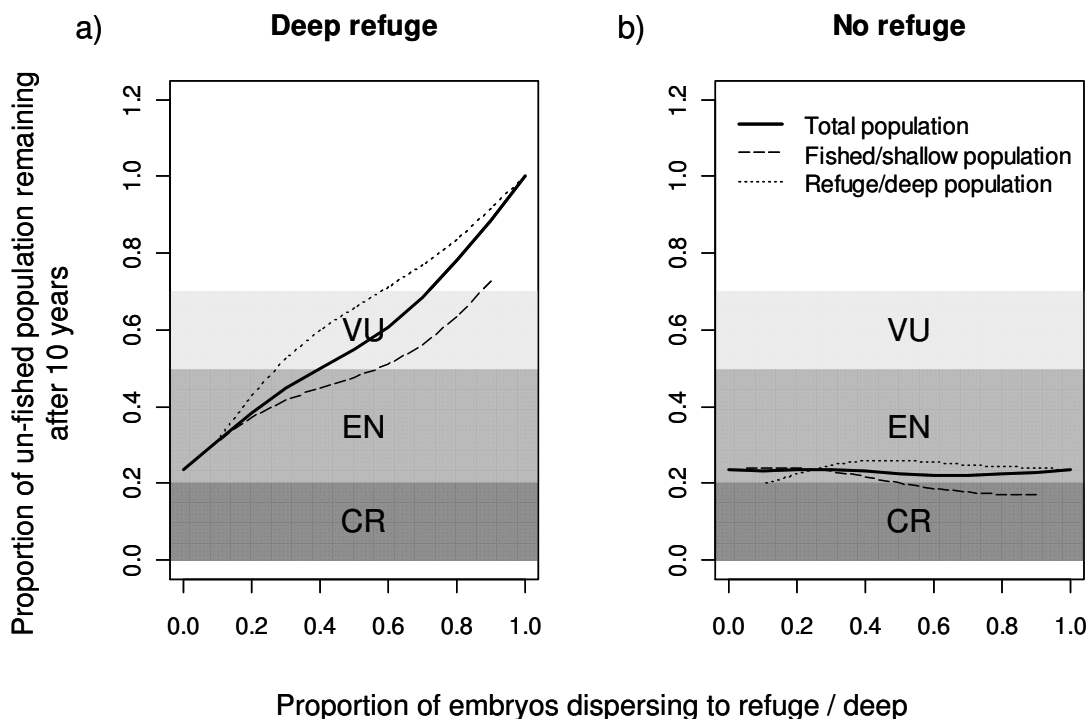 a)
Deep refuge
b)
No refuge
Proportion of un-fished population remaining
after 10 years
1.2
1.0
0.8
0.6
0.4
0.2
0.0
VU
EN
CR
0.0 0.2 0.4 0.6 0.8 1.0
1.2
1.0
0.8
0.6
0.4
0.2
0.0
Total population
Fished/shallow population
Refuge/deep population
VU
EN
CR
0.0 0.2 0.4 0.6 0.8 1.0
Proportion of embryos dispersing to refuge / deep